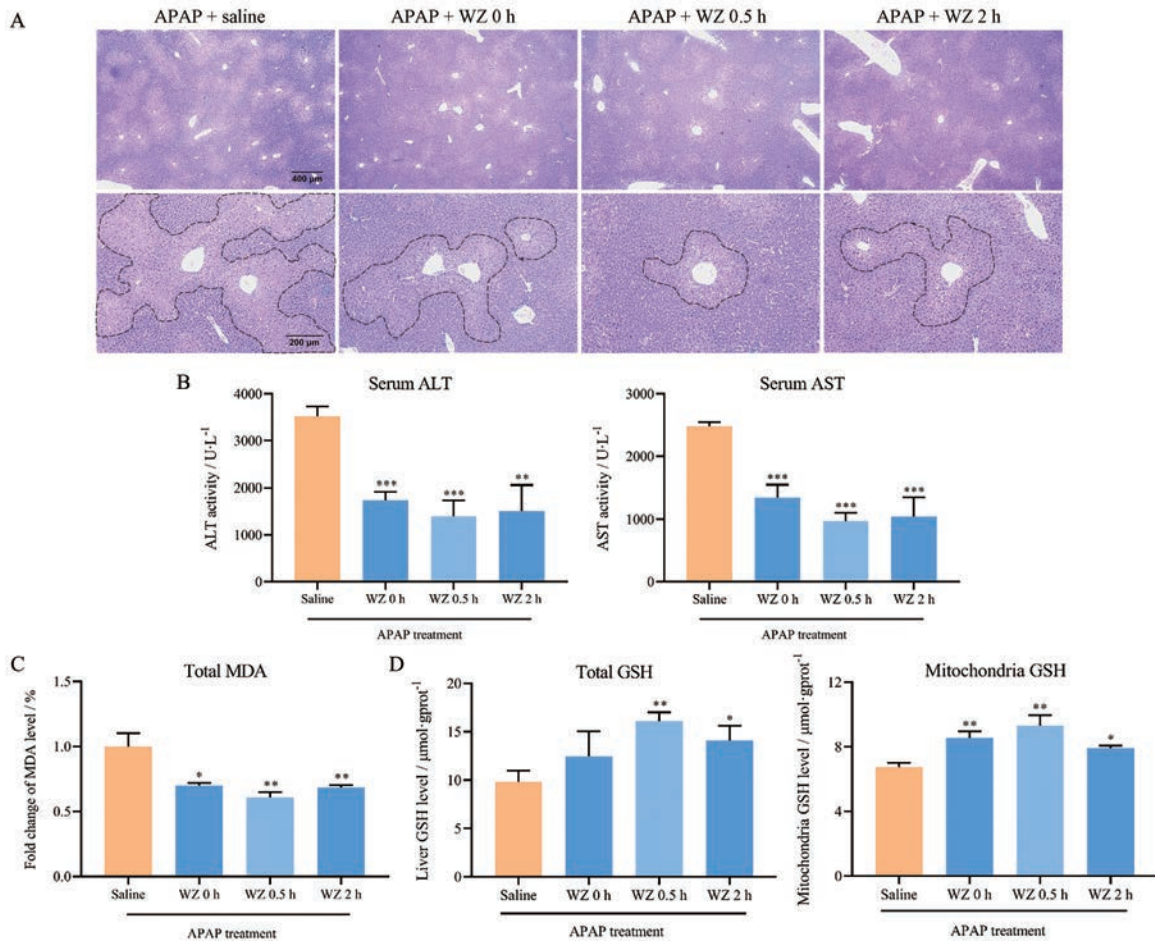 A
APAP + saline
APAP + WZ 0 h
APAP + WZ 0.5 h
APAP + WZ 2 h
400 μm
200 μm
B
Serum ALT
ALT activity / U·L⁻¹
4000
3000
2000
1000
0
***
***
**
Saline
WZ 0 h
WZ 0.5 h
WZ 2 h
APAP treatment
Serum AST
AST activity / U·L⁻¹
3000
2000
1000
0
***
***
***
Saline
WZ 0 h
WZ 0.5 h
WZ 2 h
APAP treatment
C
Total MDA
Fold change of MDA level / %
1.5
1.0
0.5
0.0
*
**
**
Saline
WZ 0 h
WZ 0.5 h
WZ 2 h
APAP treatment
D
Total GSH
Liver GSH level / μmol·gprot⁻¹
20
15
10
5
0
**
*
Saline
WZ 0 h
WZ 0.5 h
WZ 2 h
APAP treatment
Mitochondria GSH
Mitochondria GSH level / μmol·gprot⁻¹
12
9
6
3
0
**
**
*
Saline
WZ 0 h
WZ 0.5 h
WZ 2 h
APAP treatment